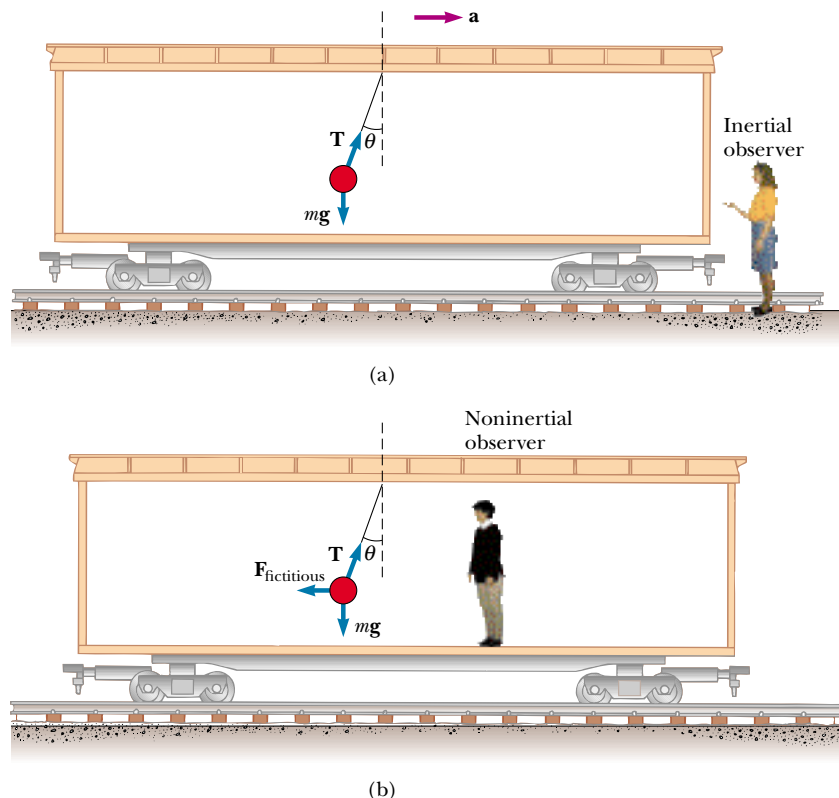 a
T
θ
mg
Inertial
observer
(a)
Noninertial
observer
T
θ
Ffictitious
mg
(b)